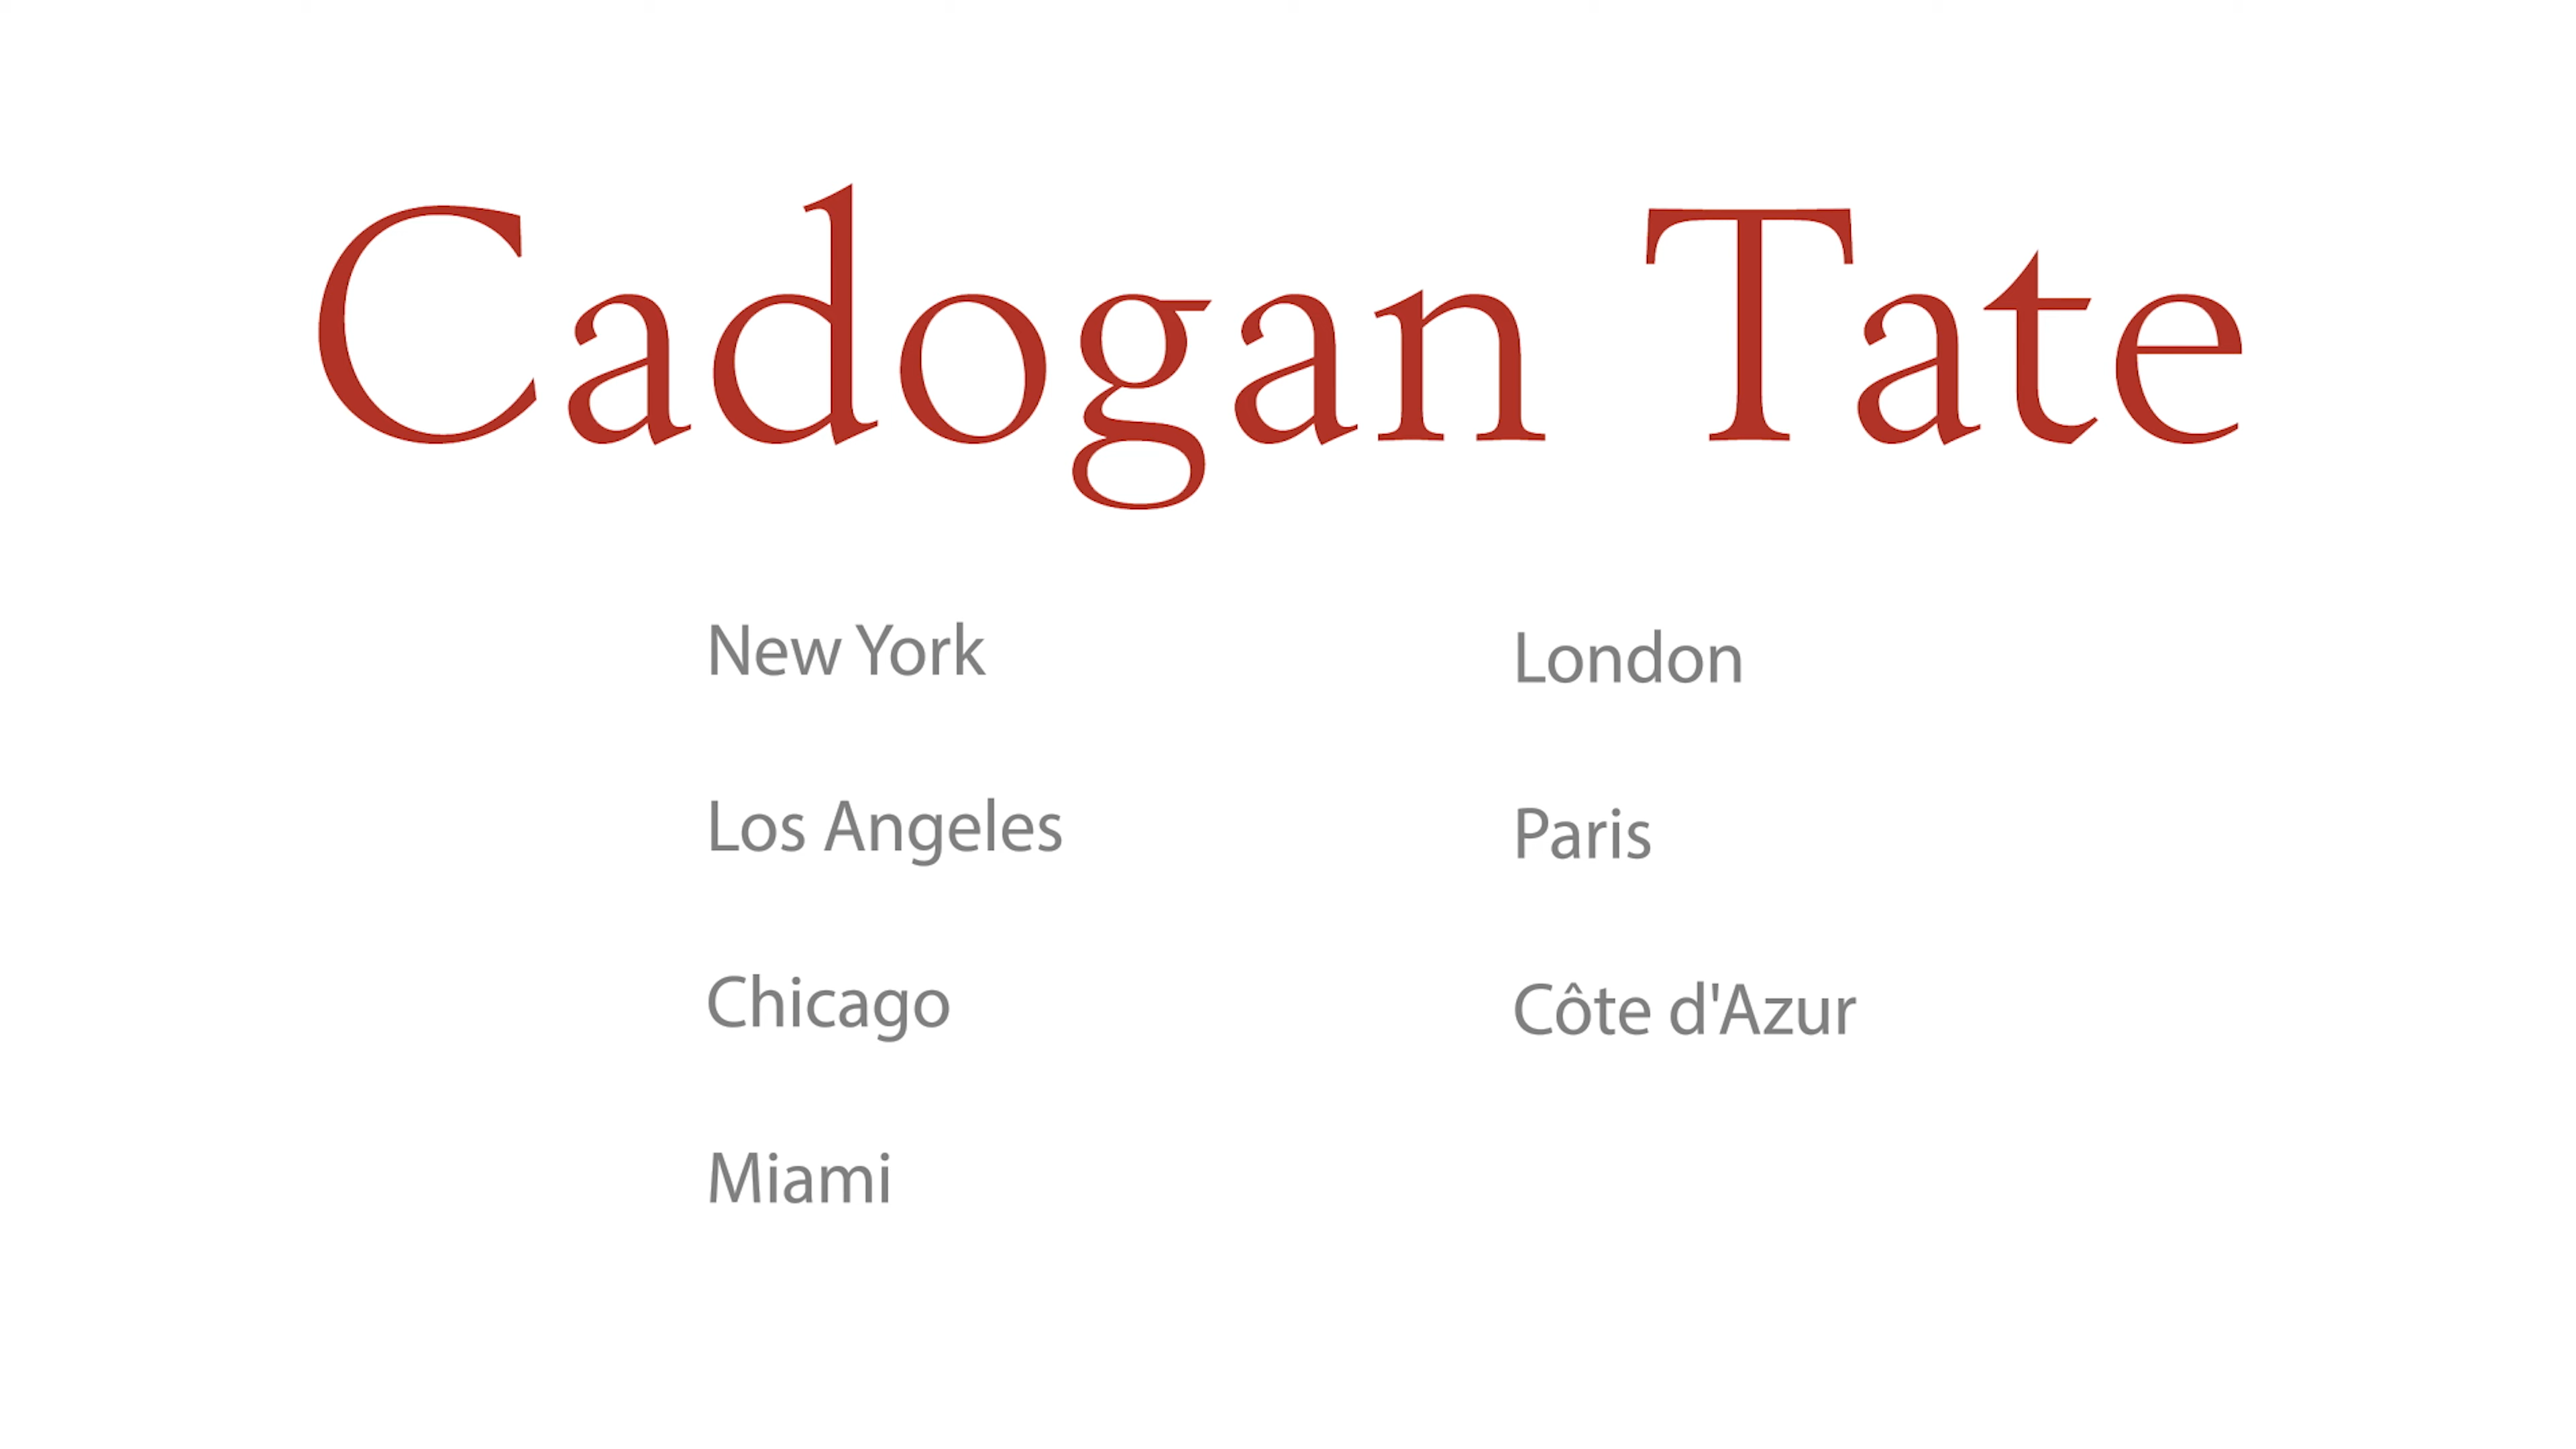 Cadogan Tate
New York
Los Angeles
Chicago
Miami
London
Paris
Côte d'Azur